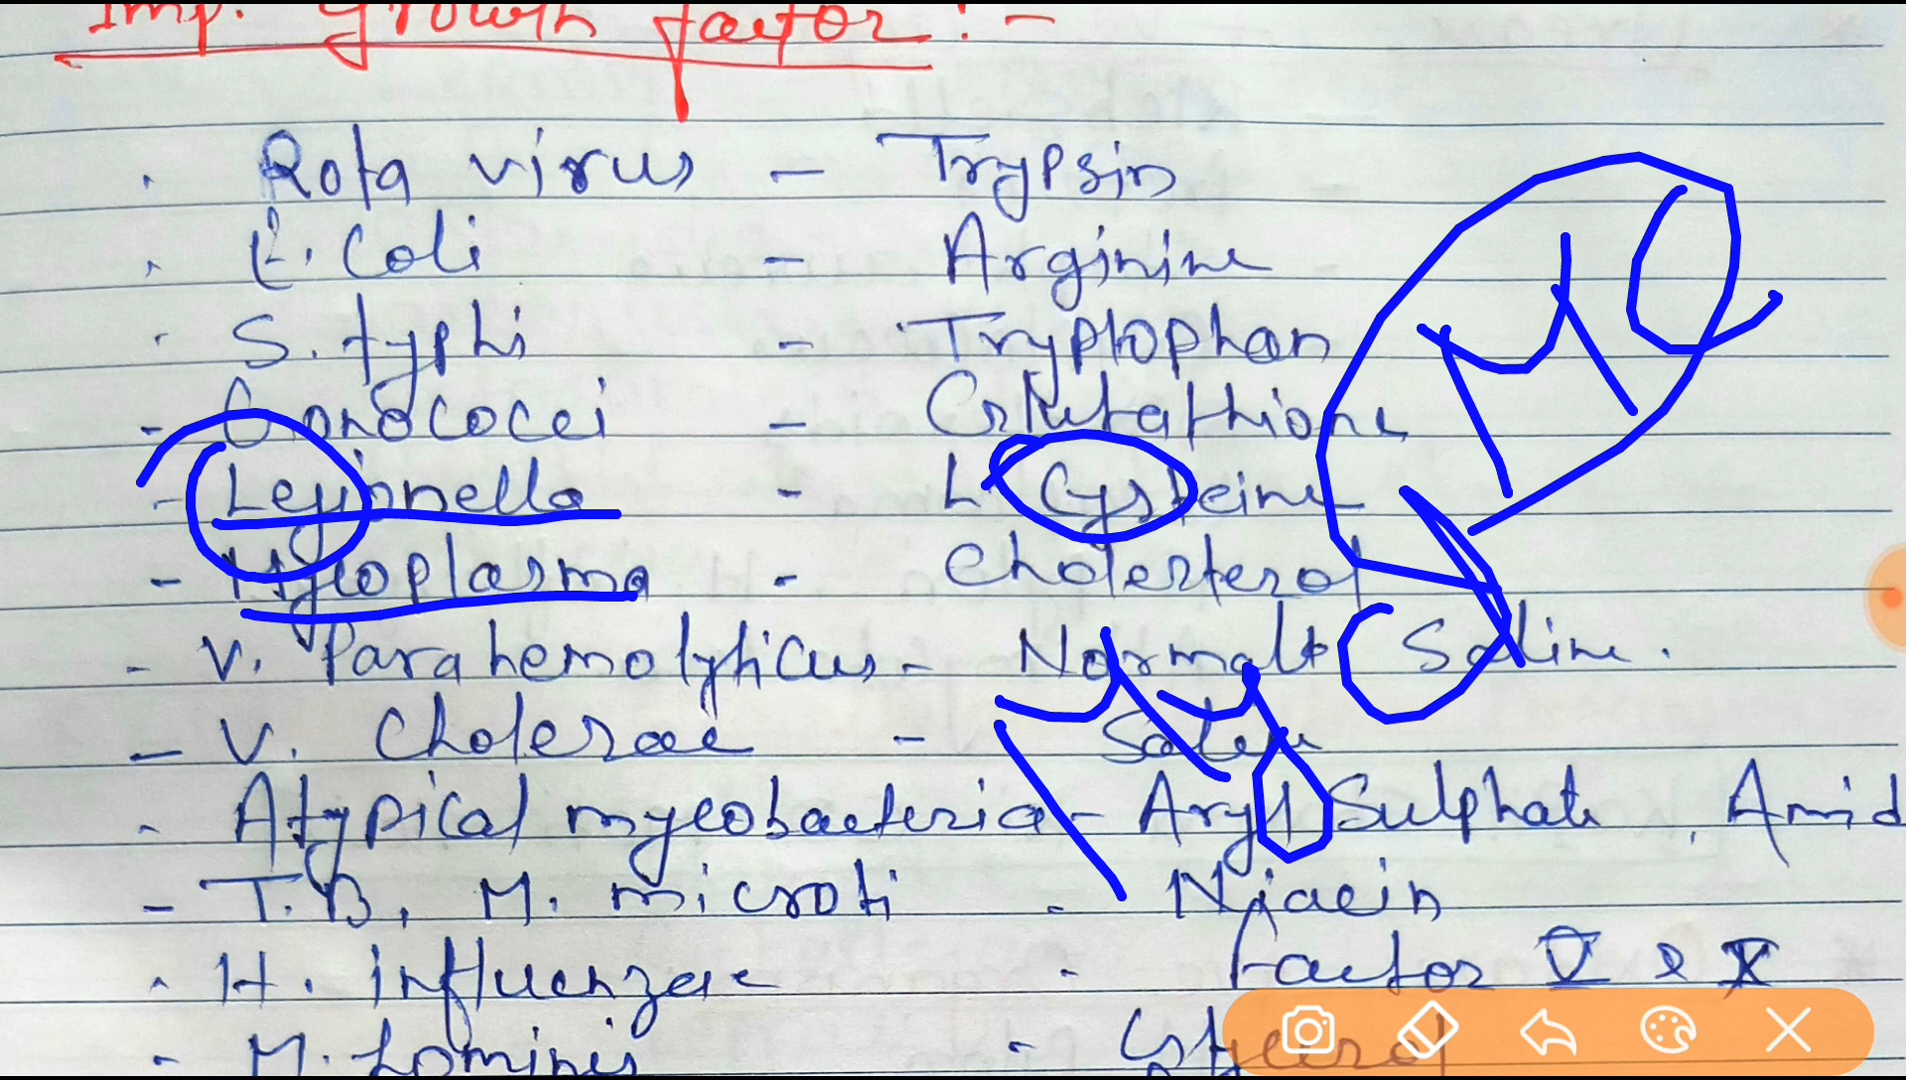 Imp. Growth factor :-
· Rota virus - Trypsin
· E. Coli - Arginine
· S. typhi - Tryptophan
- Gonococci - Glutathione
- Legionella - L. Cysteine
- Mycoplasma - Cholesterol
- V. Parahemolyticus - Normal Saline.
- V. Cholerae -
- Atypical mycobacteria - Aryl Sulphate, Amid
- T.B, M. microti - Niacin
· H. influenzae - Factor V & X
- M. hominis - Glycerol